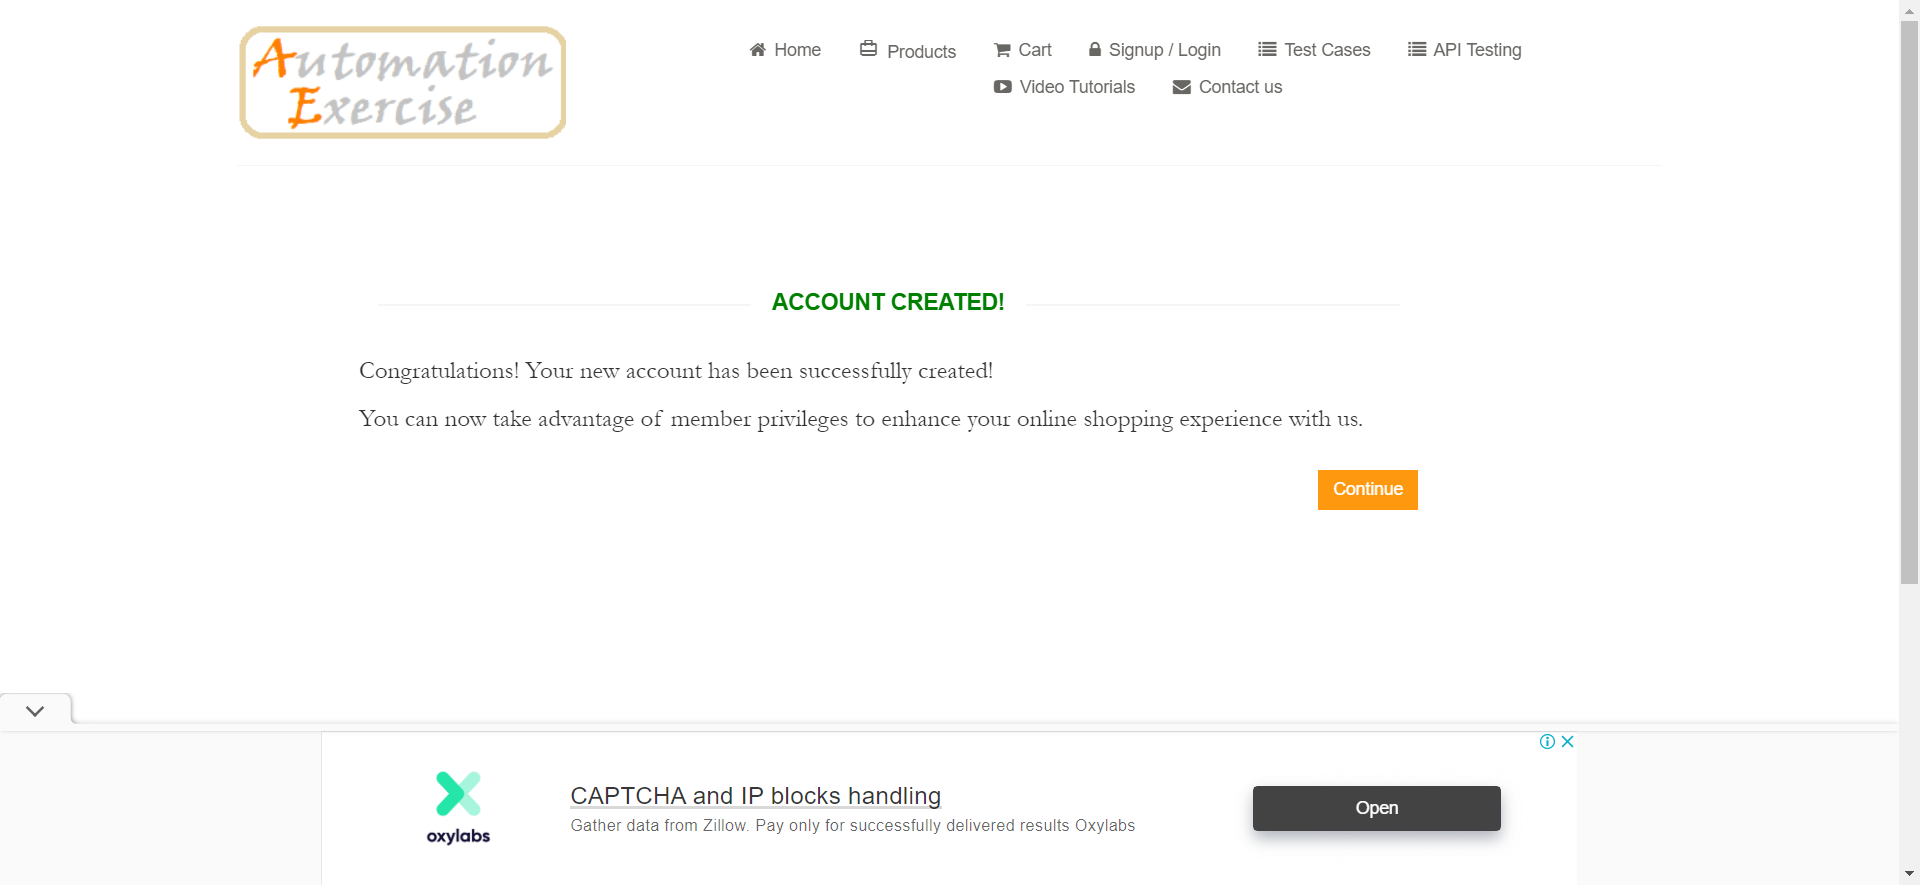 Automation
Exercise
Home
Products
Cart
Signup / Login
Test Cases
API Testing
Video Tutorials
Contact us
ACCOUNT CREATED!
Congratulations! Your new account has been successfully created!
You can now take advantage of member privileges to enhance your online shopping experience with us.
Continue
CAPTCHA and IP blocks handling
Gather data from Zillow. Pay only for successfully delivered results Oxylabs
oxylabs
Open